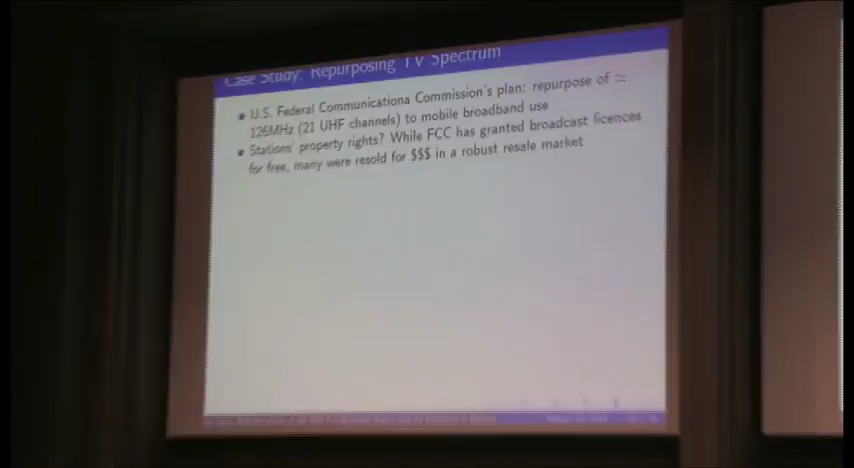 Case Study: Repurposing TV Spectrum
U.S. Federal Communicationa Commission's plan: repurpose of ≃
126MHz (21 UHF channels) to mobile broadband use
Stations' property rights? While FCC has granted broadcast licences
for free, many were resold for $$$ in a robust resale market